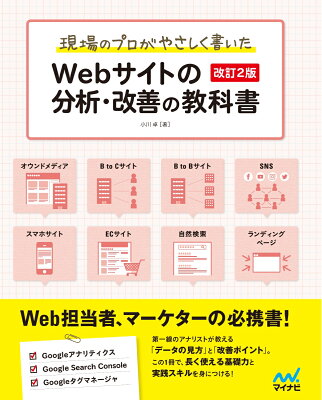 現場のプロがやさしく書いた
Webサイトの
改訂2版
分析・改善の教科書
小川 卓[著]
オウンドメディア
B to Cサイト
B to Bサイト
SNS
スマホサイト
ECサイト
自然検索
ランディング
ページ
Web担当者、マーケターの必携書!
Googleアナリティクス
Google Search Console
Googleタグマネージャ
第一線のアナリストが教える
「データの見方」と「改善ポイント」。
この1冊で、長く使える基礎力と
実践スキルを身につける!
マイナビ